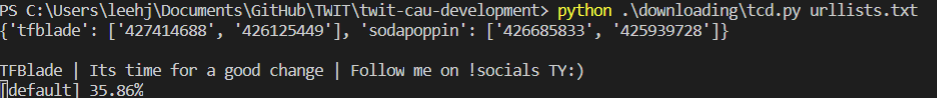 PS C:\Users\leehj\Documents\GitHub\TWIT\twit-cau-development> python .\downloading\tcd.py urllists.txt
{'tfblade': ['427414688', '426125449'], 'sodapoppin': ['426685833', '425939728']}
TFBlade | Its time for a good change | Follow me on !socials TY:)
[default] 35.86%